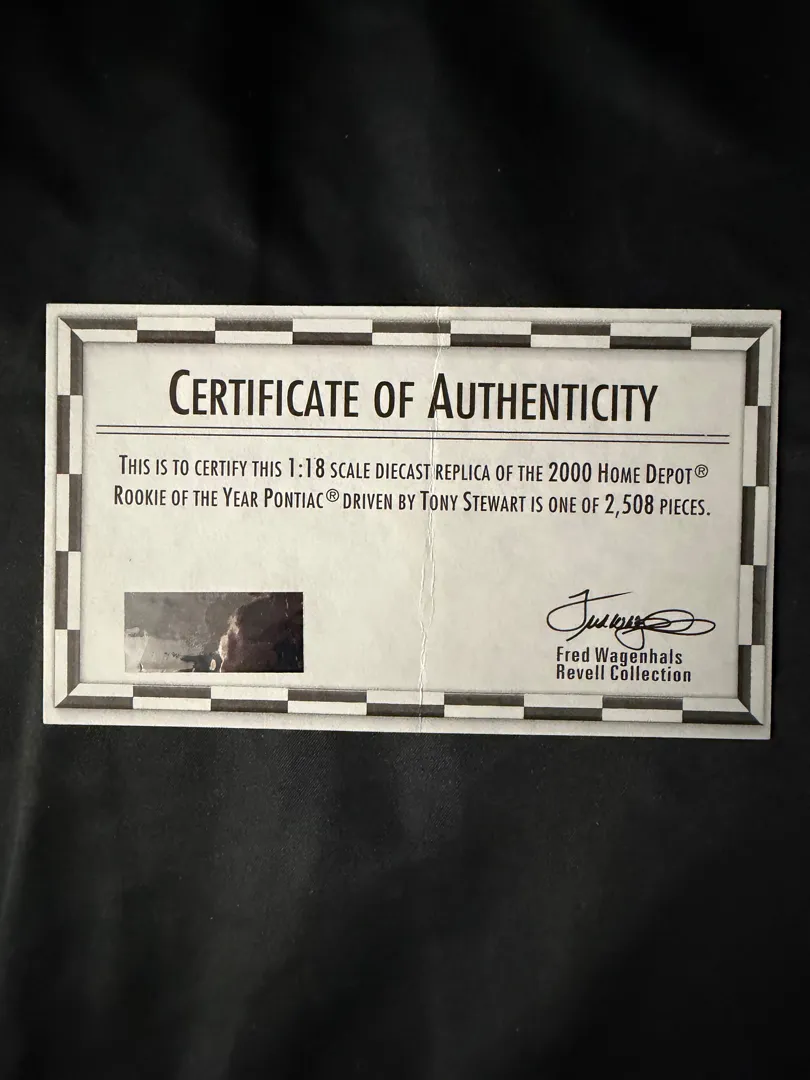 CERTIFICATE OF AUTHENTICITY
THIS IS TO CERTIFY THIS 1:18 SCALE DIECAST REPLICA OF THE 2000 HOME DEPOT®
ROOKIE OF THE YEAR PONTIAC® DRIVEN BY TONY STEWART IS ONE OF 2,508 PIECES.
Fred Wagenhals
Revell Collection